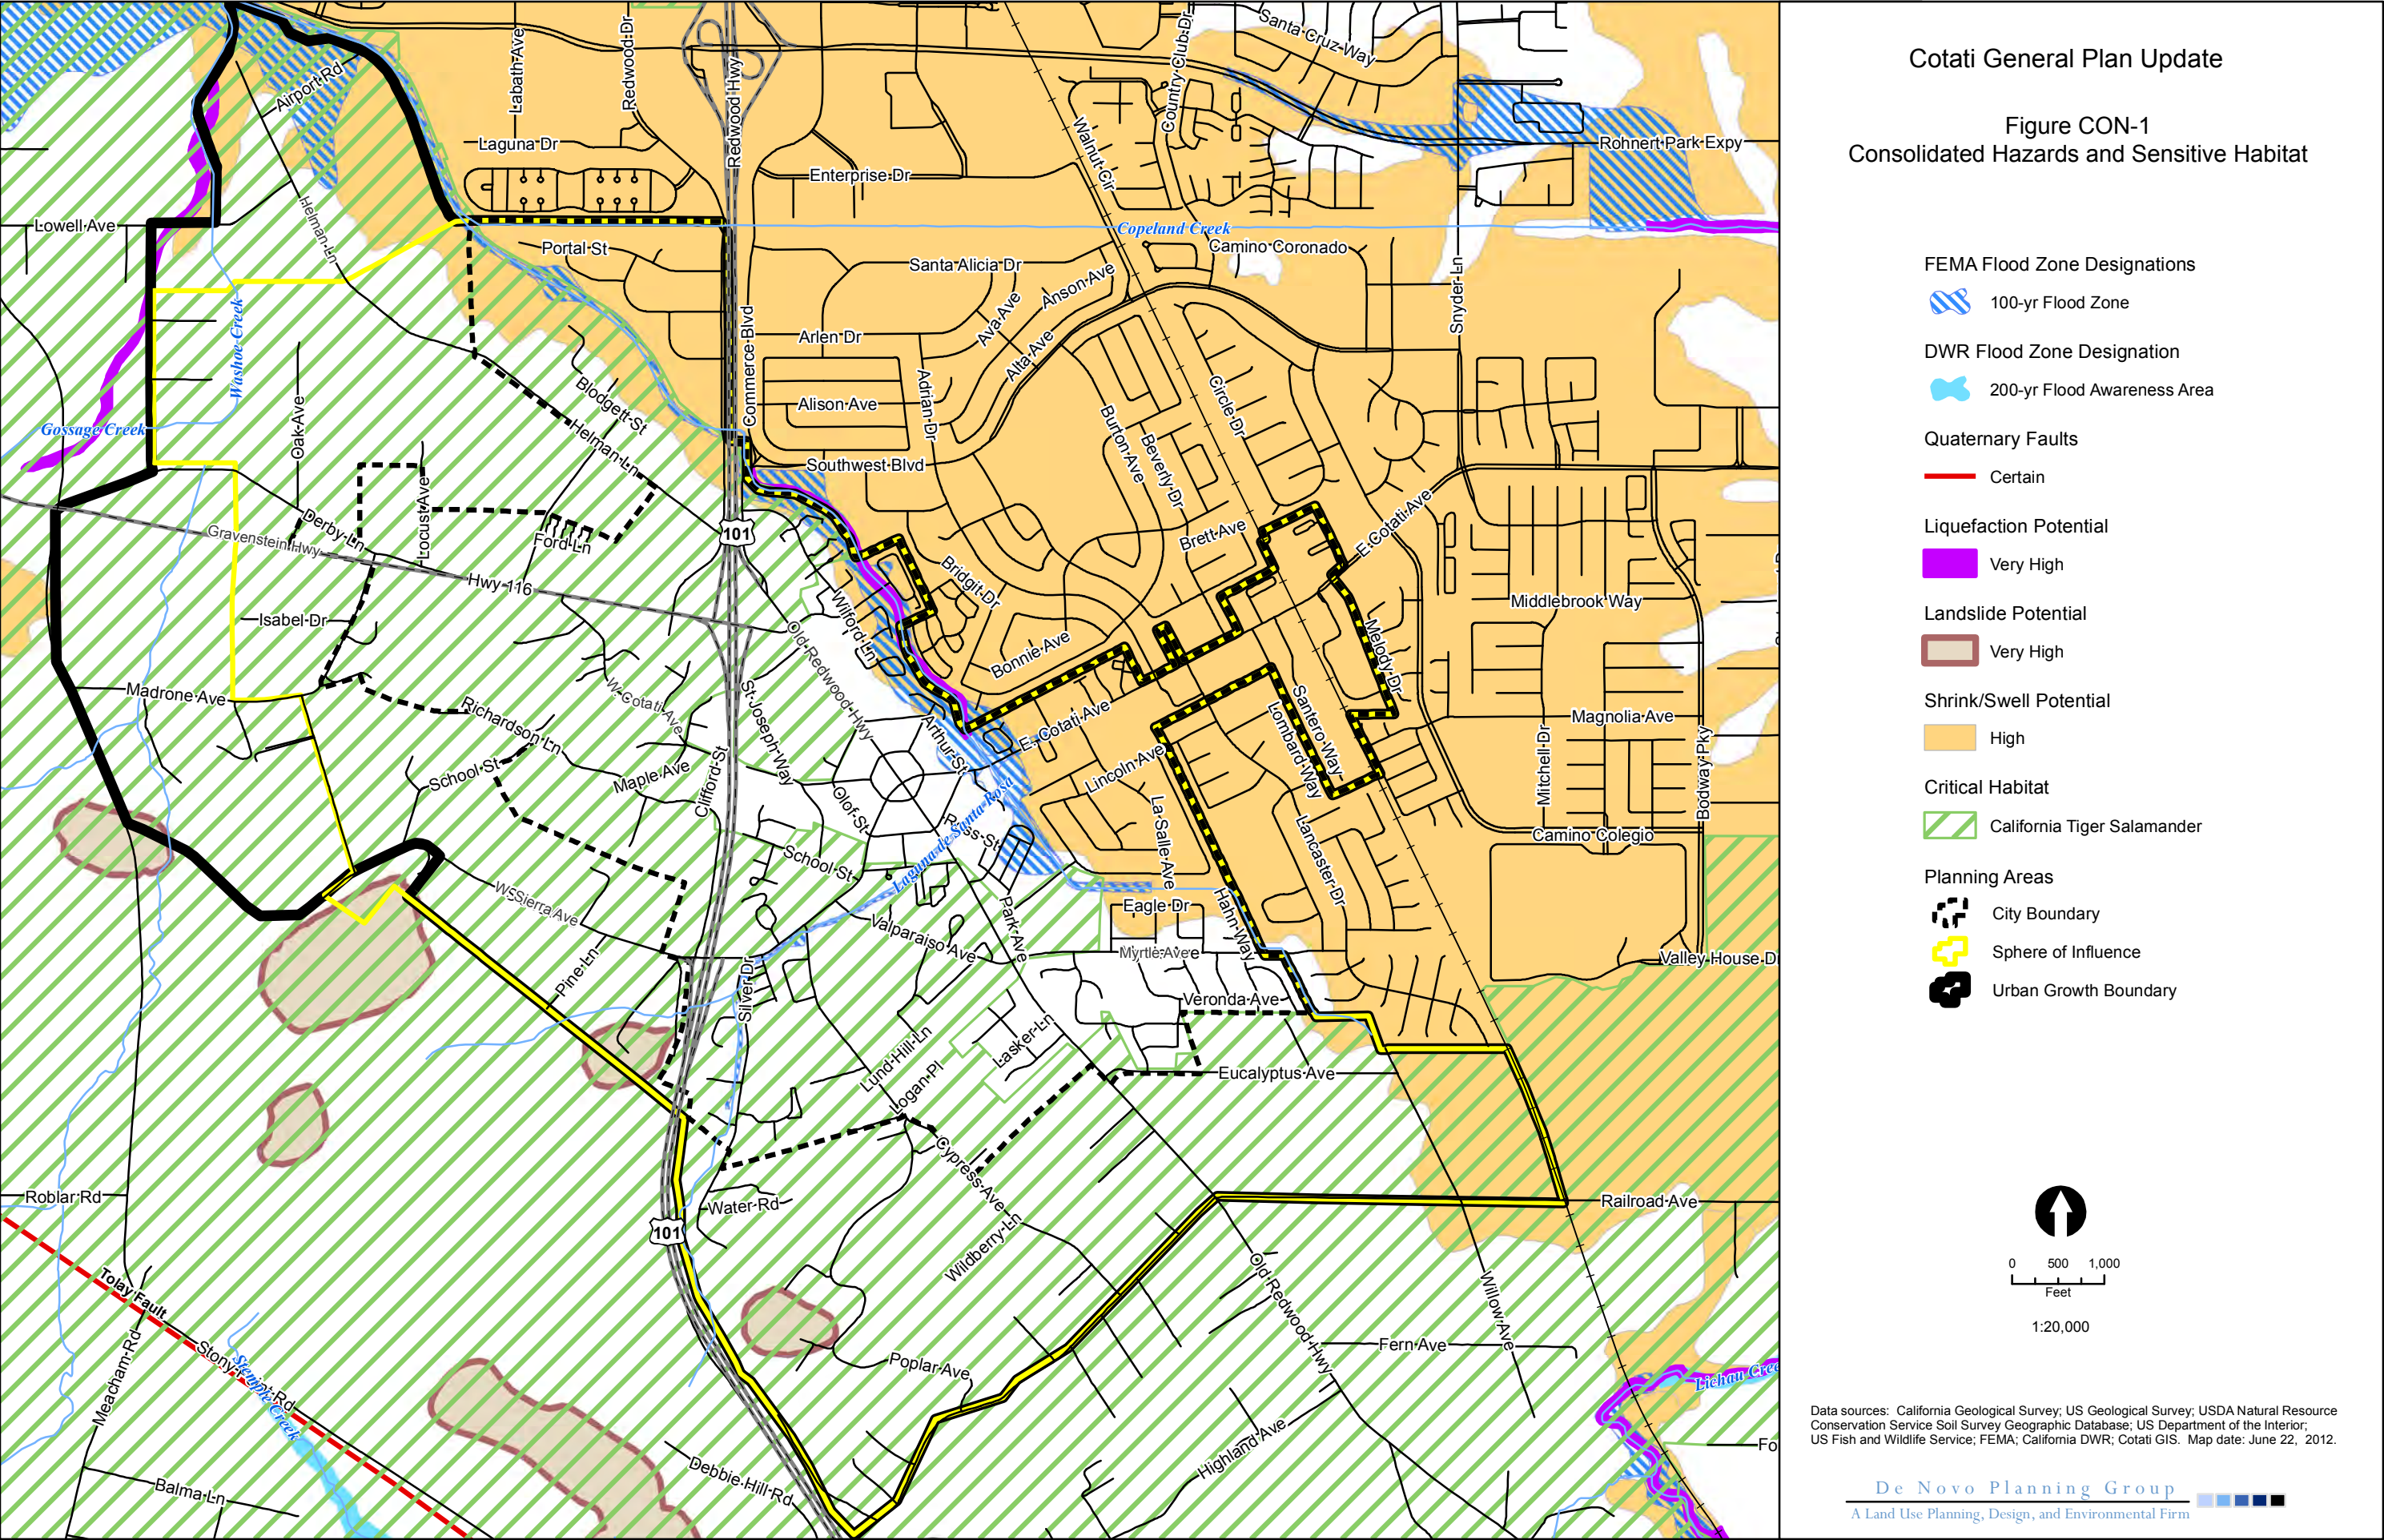 Cotati General Plan Update
Figure CON-1
Consolidated Hazards and Sensitive Habitat
FEMA Flood Zone Designations
100-yr Flood Zone
DWR Flood Zone Designation
200-yr Flood Awareness Area
Quaternary Faults
Certain
Liquefaction Potential
Very High
Landslide Potential
Very High
Shrink/Swell Potential
High
Critical Habitat
California Tiger Salamander
Planning Areas
City Boundary
Sphere of Influence
Urban Growth Boundary
0 500 1,000
Feet
1:20,000
Data sources: California Geological Survey; US Geological Survey; USDA Natural Resource
Conservation Service Soil Survey Geographic Database; US Department of the Interior;
US Fish and Wildlife Service; FEMA; California DWR; Cotati GIS. Map date: June 22, 2012.
De Novo Planning Group
A Land Use Planning, Design, and Environmental Firm
Santa Cruz Way
Country Club Dr
Labath Ave
Redwood Dr
Redwood Hwy
Airport Rd
Laguna Dr
Enterprise Dr
Walnut Cir
Rohnert Park Expy
Lowell Ave
Helman Ln
Copeland Creek
Portal St
Santa Alicia Dr
Camino Coronado
Anson Ave
Ava Ave
Alta Ave
Snyder Ln
Washoe Creek
Commerce Blvd
Arlen Dr
Alison Ave
Adrian Dr
Circle Dr
Burton Ave
Beverly Dr
Blodgett St
Helman Ln
Gossage Creek
Oak Ave
Southwest Blvd
Locust Ave
Derby Ln
Ford Ln
Gravenstein Hwy
101
Brett Ave
E Cotati Ave
Hwy 116
Bridgit Dr
Wilford Ln
Middlebrook Way
Isabel Dr
Old Redwood Hwy
Bonnie Ave
Melody Dr
Madrone Ave
W Cotati Ave
Richardson Ln
St Joseph Way
Arthur St
E. Cotati Ave
Santero Way
Lombard Way
Magnolia Ave
Mitchell Dr
Bodway Pky
School St
Maple Ave
Clifford St
Olof St
Lincoln Ave
Laguna de Santa Rosa
Ross St
La Salle Ave
Lancaster Dr
Camino Colegio
School St
W Sierra Ave
Park Ave
Eagle Dr
Hahn Way
Valparaiso Ave
Myrtle Ave
Valley House D
Pine Ln
Silver Dr
Veronda Ave
Lasker Ln
Lund Hill Ln
Logan Pl
Eucalyptus Ave
Cypress Ave
Roblar Rd
Water Rd
Railroad Ave
101
Wildberry Ln
Tolay Fault
Old Redwood Hwy
Willow Ave
Meacham Rd
Stony Rd
Stemple Creek
Fern Ave
Poplar Ave
Lichau Cree
Highland Ave
Debbie Hill Rd
Balma Ln
Fo